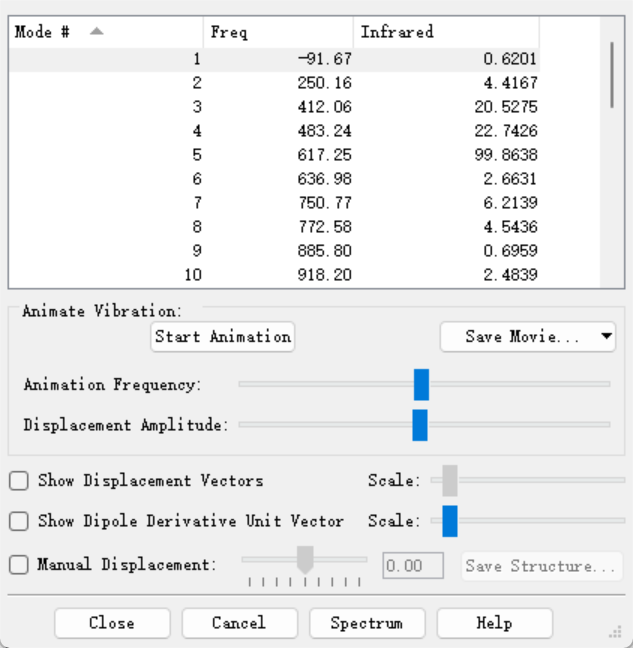 Mode # Freq Infrared
1 -91.67 0.6201
2 250.16 4.4167
3 412.06 20.5275
4 483.24 22.7426
5 617.25 99.8638
6 636.98 2.6631
7 750.77 6.2139
8 772.58 4.5436
9 885.80 0.6959
10 918.20 2.4839
Animate Vibration:
Start Animation Save Movie...
Animation Frequency:
Displacement Amplitude:
Show Displacement Vectors Scale:
Show Dipole Derivative Unit Vector Scale:
Manual Displacement: 0.00 Save Structure...
Close Cancel Spectrum Help